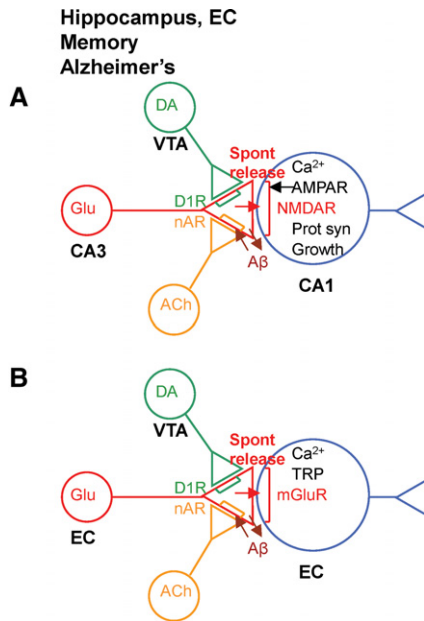 Hippocampus, EC
Memory
Alzheimer's
A
DA
VTA
Spont
release
Ca²⁺
AMPAR
D1R
Glu
NMDAR
nAR
Prot syn
CA3
Growth
Aβ
CA1
ACh
B
DA
VTA
Spont
release
Ca²⁺
TRP
D1R
Glu
mGluR
nAR
EC
Aβ
EC
ACh